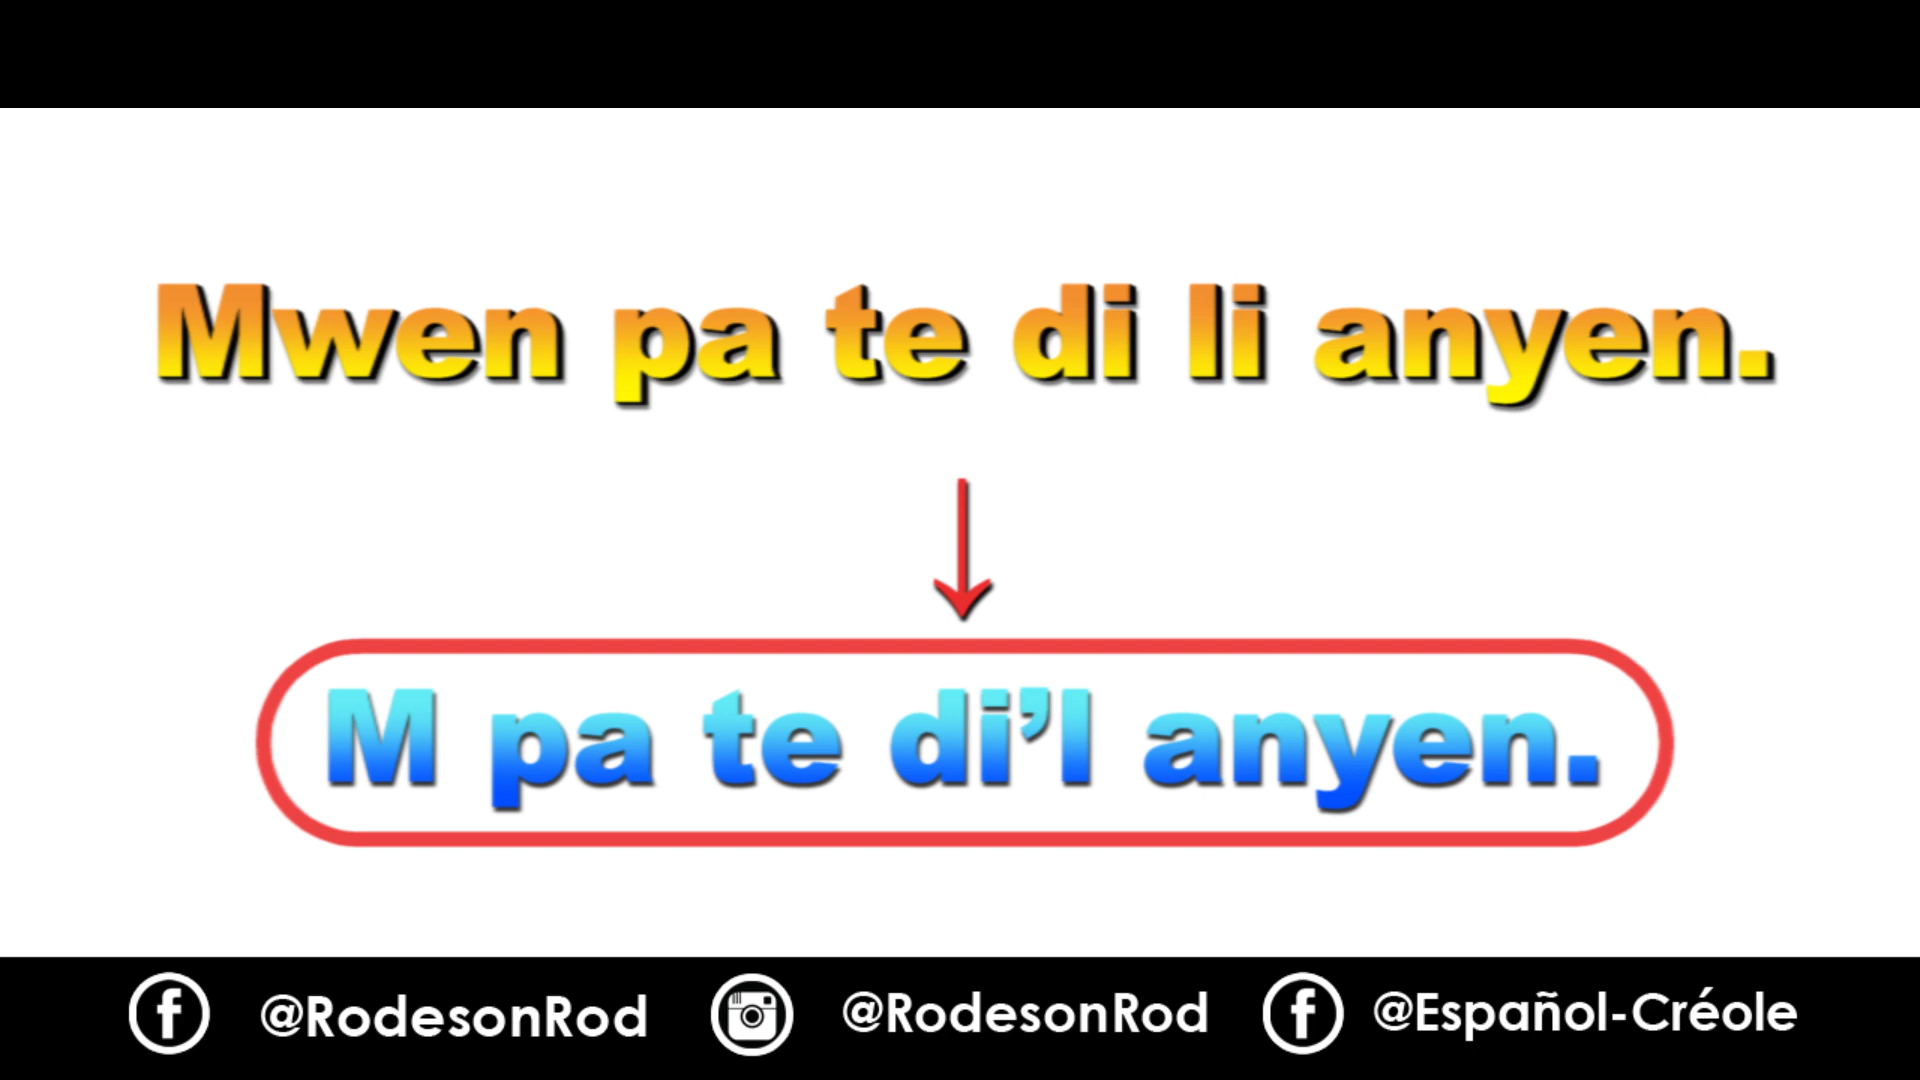 Mwen pa te di li anyen.
M pa te di’l anyen.
@RodesonRod @RodesonRod @Español-Créole